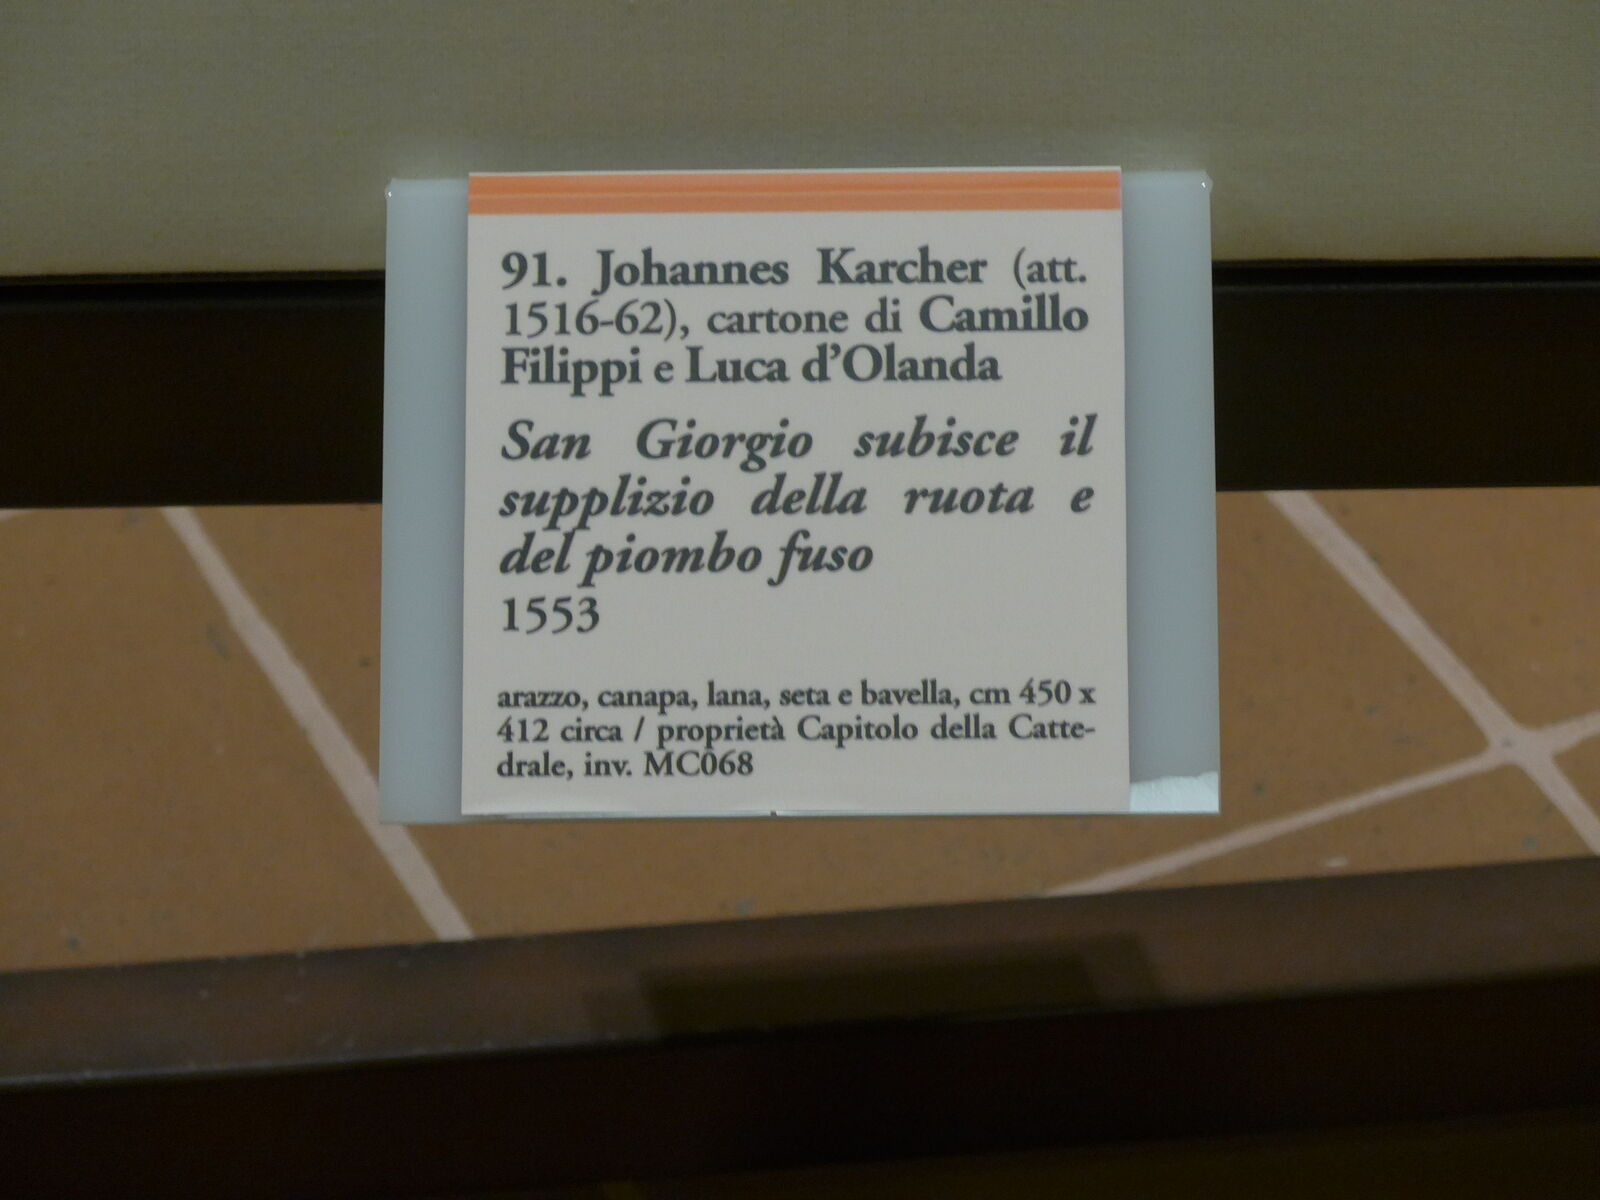 91. Johannes Karcher (att.
1516-62), cartone di Camillo
Filippi e Luca d’Olanda
San Giorgio subisce il
supplizio della ruota e
del piombo fuso
1553
arazzo, canapa, lana, seta e bavella, cm 450 x
412 circa / proprietà Capitolo della Catte-
drale, inv. MC068